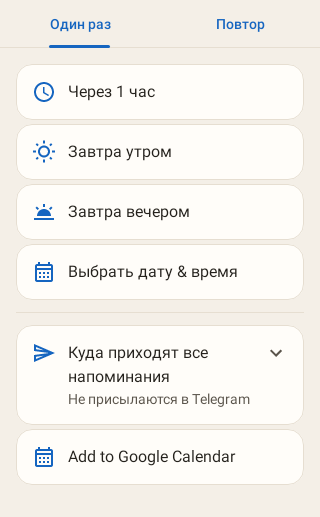 Один раз
Повтор
Через 1 час
Завтра утром
Завтра вечером
Выбрать дату & время
Куда приходят все
напоминания
Не присылаются в Telegram
Add to Google Calendar